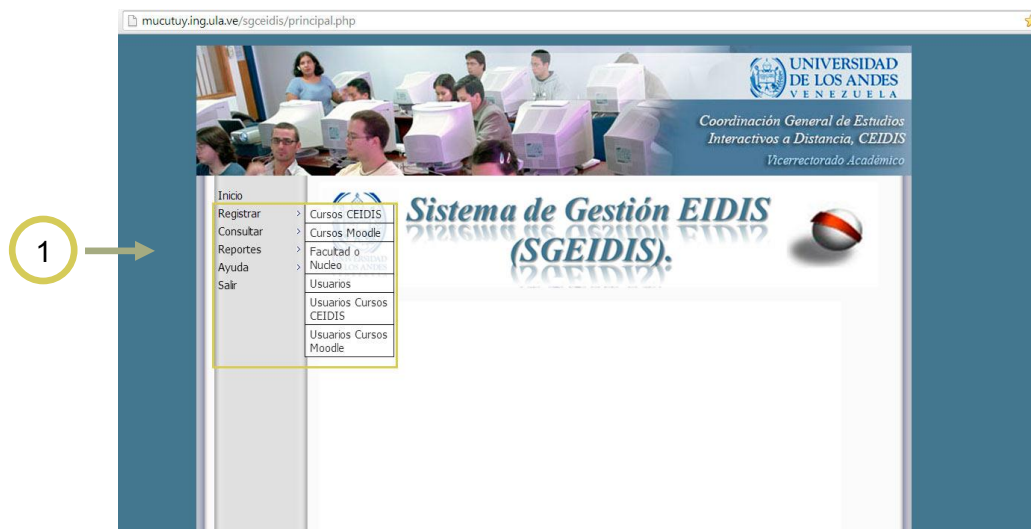 mucutuy.ing.ula.ve/sgceidis/principal.php
UNIVERSIDAD
DE LOS ANDES
VENEZUELA
Coordinación General de Estudios
Interactivos a Distancia, CEIDIS
Vicerrectorado Académico
Inicio
Registrar
Consultar
Reportes
Ayuda
Salir
Cursos CEIDIS
Cursos Moodle
Facultad o
Nucleo
Usuarios
Usuarios Cursos
CEIDIS
Usuarios Cursos
Moodle
Sistema de Gestión EIDIS
(SGEIDIS).
1